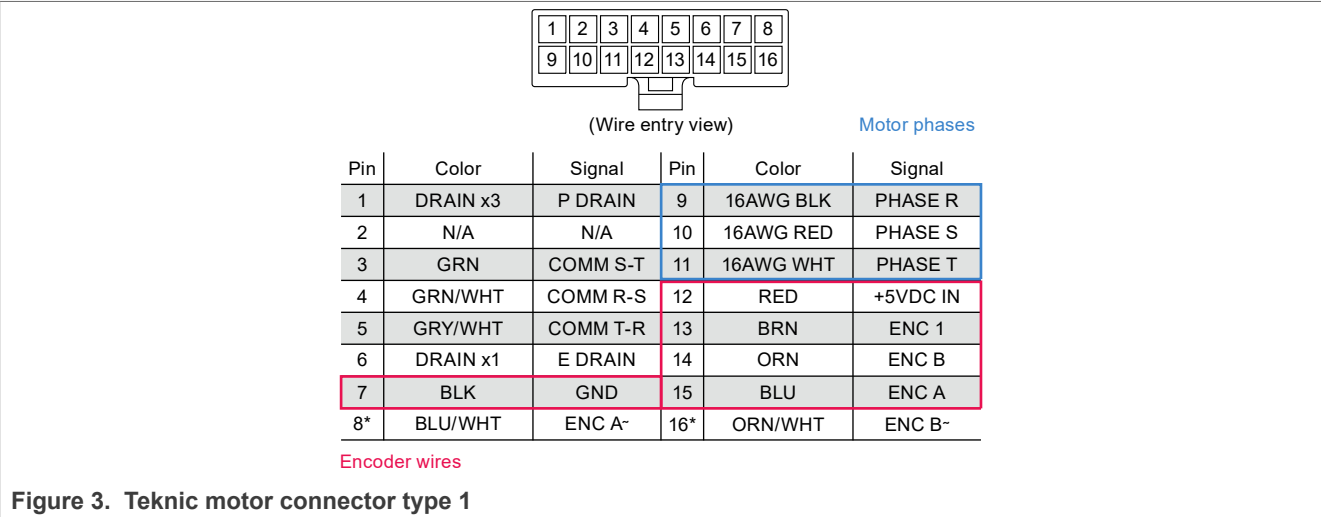 1 2 3 4 5 6 7 8
9 10 11 12 13 14 15 16
(Wire entry view)
Motor phases
Pin Color Signal Pin Color Signal
1 DRAIN x3 P DRAIN 9 16AWG BLK PHASE R
2 N/A N/A 10 16AWG RED PHASE S
3 GRN COMM S-T 11 16AWG WHT PHASE T
4 GRN/WHT COMM R-S 12 RED +5VDC IN
5 GRY/WHT COMM T-R 13 BRN ENC 1
6 DRAIN x1 E DRAIN 14 ORN ENC B
7 BLK GND 15 BLU ENC A
8* BLU/WHT ENC A~ 16* ORN/WHT ENC B~
Encoder wires
Figure 3. Teknic motor connector type 1